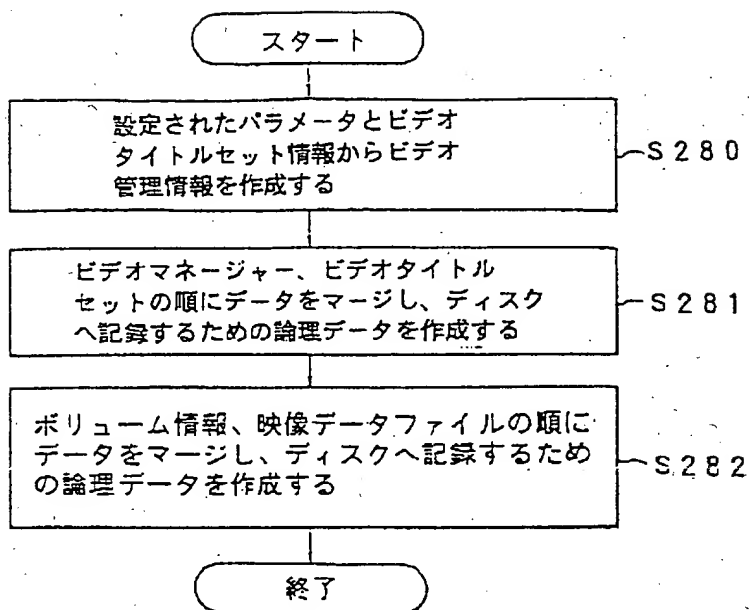 スタート
設定されたパラメータとビデオ
タイトルセット情報からビデオ
管理情報を作成する
S280
ビデオマネージャー、ビデオタイトル
セットの順にデータをマージし、ディスク
へ記録するための論理データを作成する
S281
ボリューム情報、映像データファイルの順に
データをマージし、ディスクへ記録するため
の論理データを作成する
S282
終了